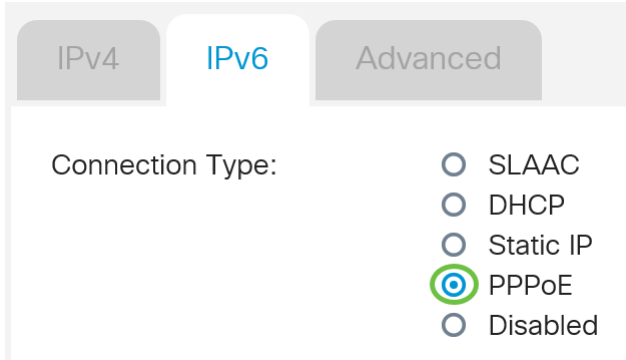 IPv4 IPv6 Advanced
Connection Type: SLAAC
DHCP
Static IP
PPPoE
Disabled